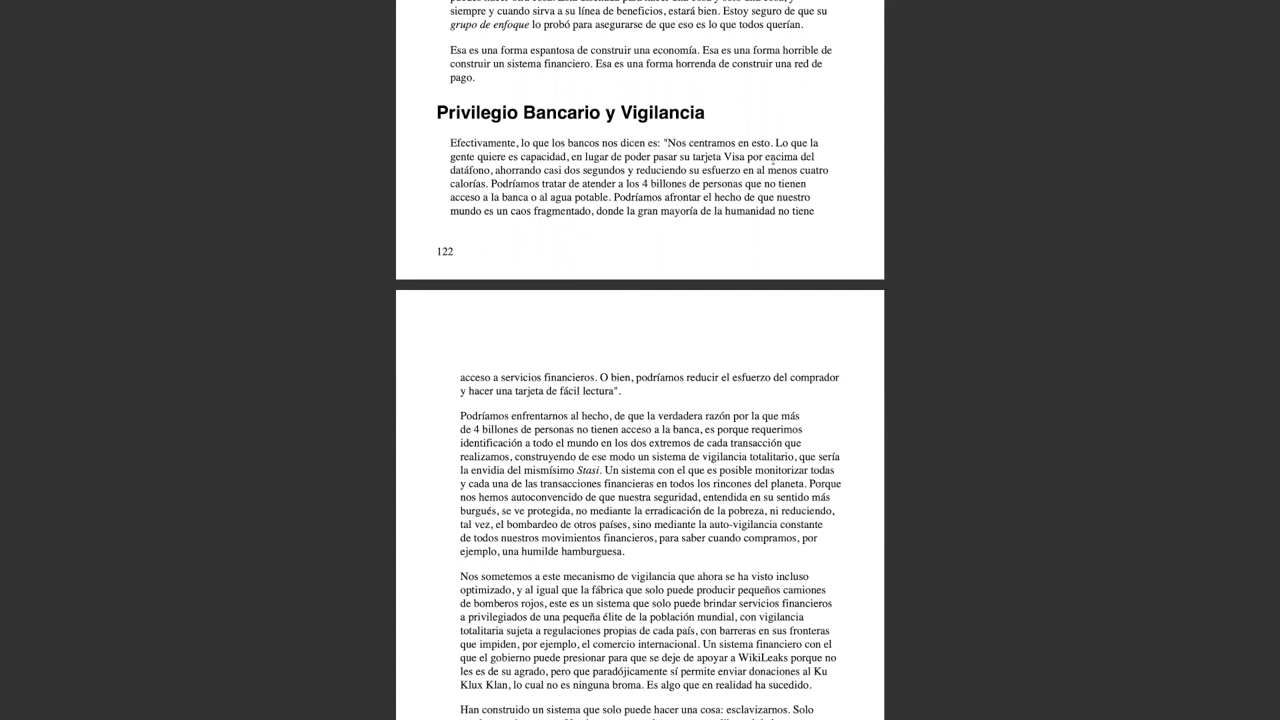 siempre y cuando sirva a su línea de beneficios, estará bien. Estoy seguro de que su
grupo de enfoque lo probó para asegurarse de que eso es lo que todos querían.
Esa es una forma espantosa de construir una economía. Esa es una forma horrible de
construir un sistema financiero. Esa es una forma horrenda de construir una red de
pago.
Privilegio Bancario y Vigilancia
Efectivamente, lo que los bancos nos dicen es: "Nos centramos en esto. Lo que la
gente quiere es capacidad, en lugar de poder pasar su tarjeta Visa por encima del
datáfono, ahorrando casi dos segundos y reduciendo su esfuerzo en al menos cuatro
calorías. Podríamos tratar de atender a los 4 billones de personas que no tienen
acceso a la banca o al agua potable. Podríamos afrontar el hecho de que nuestro
mundo es un caos fragmentado, donde la gran mayoría de la humanidad no tiene
122
acceso a servicios financieros. O bien, podríamos reducir el esfuerzo del comprador
y hacer una tarjeta de fácil lectura".
Podríamos enfrentarnos al hecho, de que la verdadera razón por la que más
de 4 billones de personas no tienen acceso a la banca, es porque requerimos
identificación a todo el mundo en los dos extremos de cada transacción que
realizamos, construyendo de ese modo un sistema de vigilancia totalitario, que sería
la envidia del mismísimo Stasi. Un sistema con el que es posible monitorizar todas
y cada una de las transacciones financieras en todos los rincones del planeta. Porque
nos hemos autoconvencido de que nuestra seguridad, entendida en su sentido más
burgués, se ve protegida, no mediante la erradicación de la pobreza, ni reduciendo,
tal vez, el bombardeo de otros países, sino mediante la auto-vigilancia constante
de todos nuestros movimientos financieros, para saber cuando compramos, por
ejemplo, una humilde hamburguesa.
Nos sometemos a este mecanismo de vigilancia que ahora se ha visto incluso
optimizado, y al igual que la fábrica que solo puede producir pequeños camiones
de bomberos rojos, este es un sistema que solo puede brindar servicios financieros
a privilegiados de una pequeña élite de la población mundial, con vigilancia
totalitaria sujeta a regulaciones propias de cada país, con barreras en sus fronteras
que impiden, por ejemplo, el comercio internacional. Un sistema financiero con el
que el gobierno puede presionar para que se deje de apoyar a WikiLeaks porque no
les es de su agrado, pero que paradójicamente sí permite enviar donaciones al Ku
Klux Klan, lo cual no es ninguna broma. Es algo que en realidad ha sucedido.
Han construido un sistema que solo puede hacer una cosa: esclavizarnos. Solo